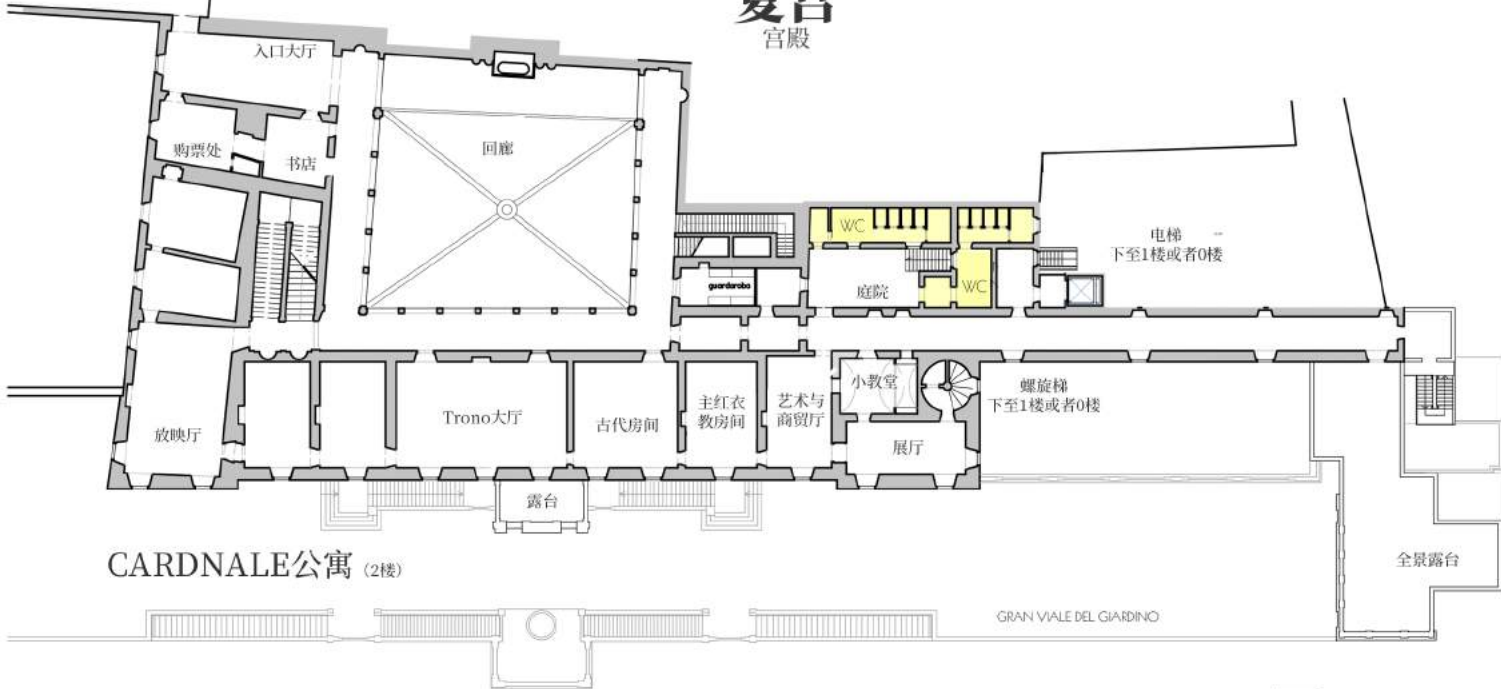 宫殿
入口大厅
购票处
书店
回廊
WC
电梯
下至1楼或者0楼
guardaroba
庭院
WC
放映厅
Trono大厅
古代房间
主红衣
教房间
艺术与
商贸厅
小教堂
螺旋梯
下至1楼或者0楼
展厅
露台
CARDNALE公寓（2楼）
全景露台
GRAN VIALE DEL GIARDINO